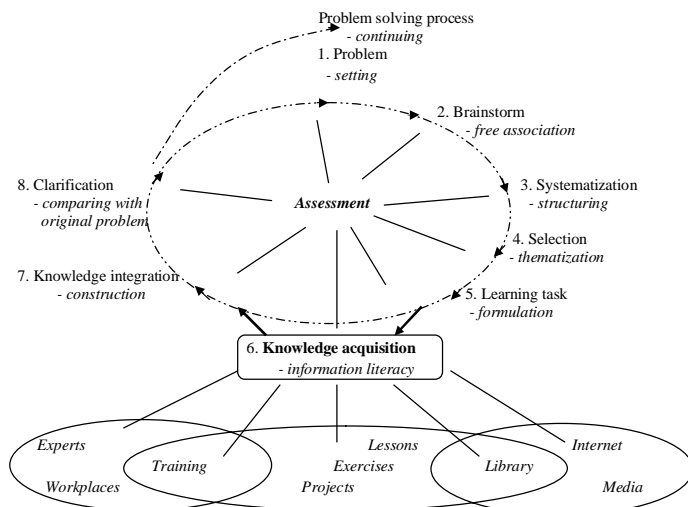 Problem solving process
- continuing
1. Problem
- setting
2. Brainstorm
- free association
3. Systematization
- structuring
4. Selection
- thematization
5. Learning task
- formulation
6. Knowledge acquisition
- information literacy
7. Knowledge integration
- construction
8. Clarification
- comparing with
original problem
Assessment
Experts
Workplaces
Training
Lessons
Exercises
Projects
Library
Internet
Media